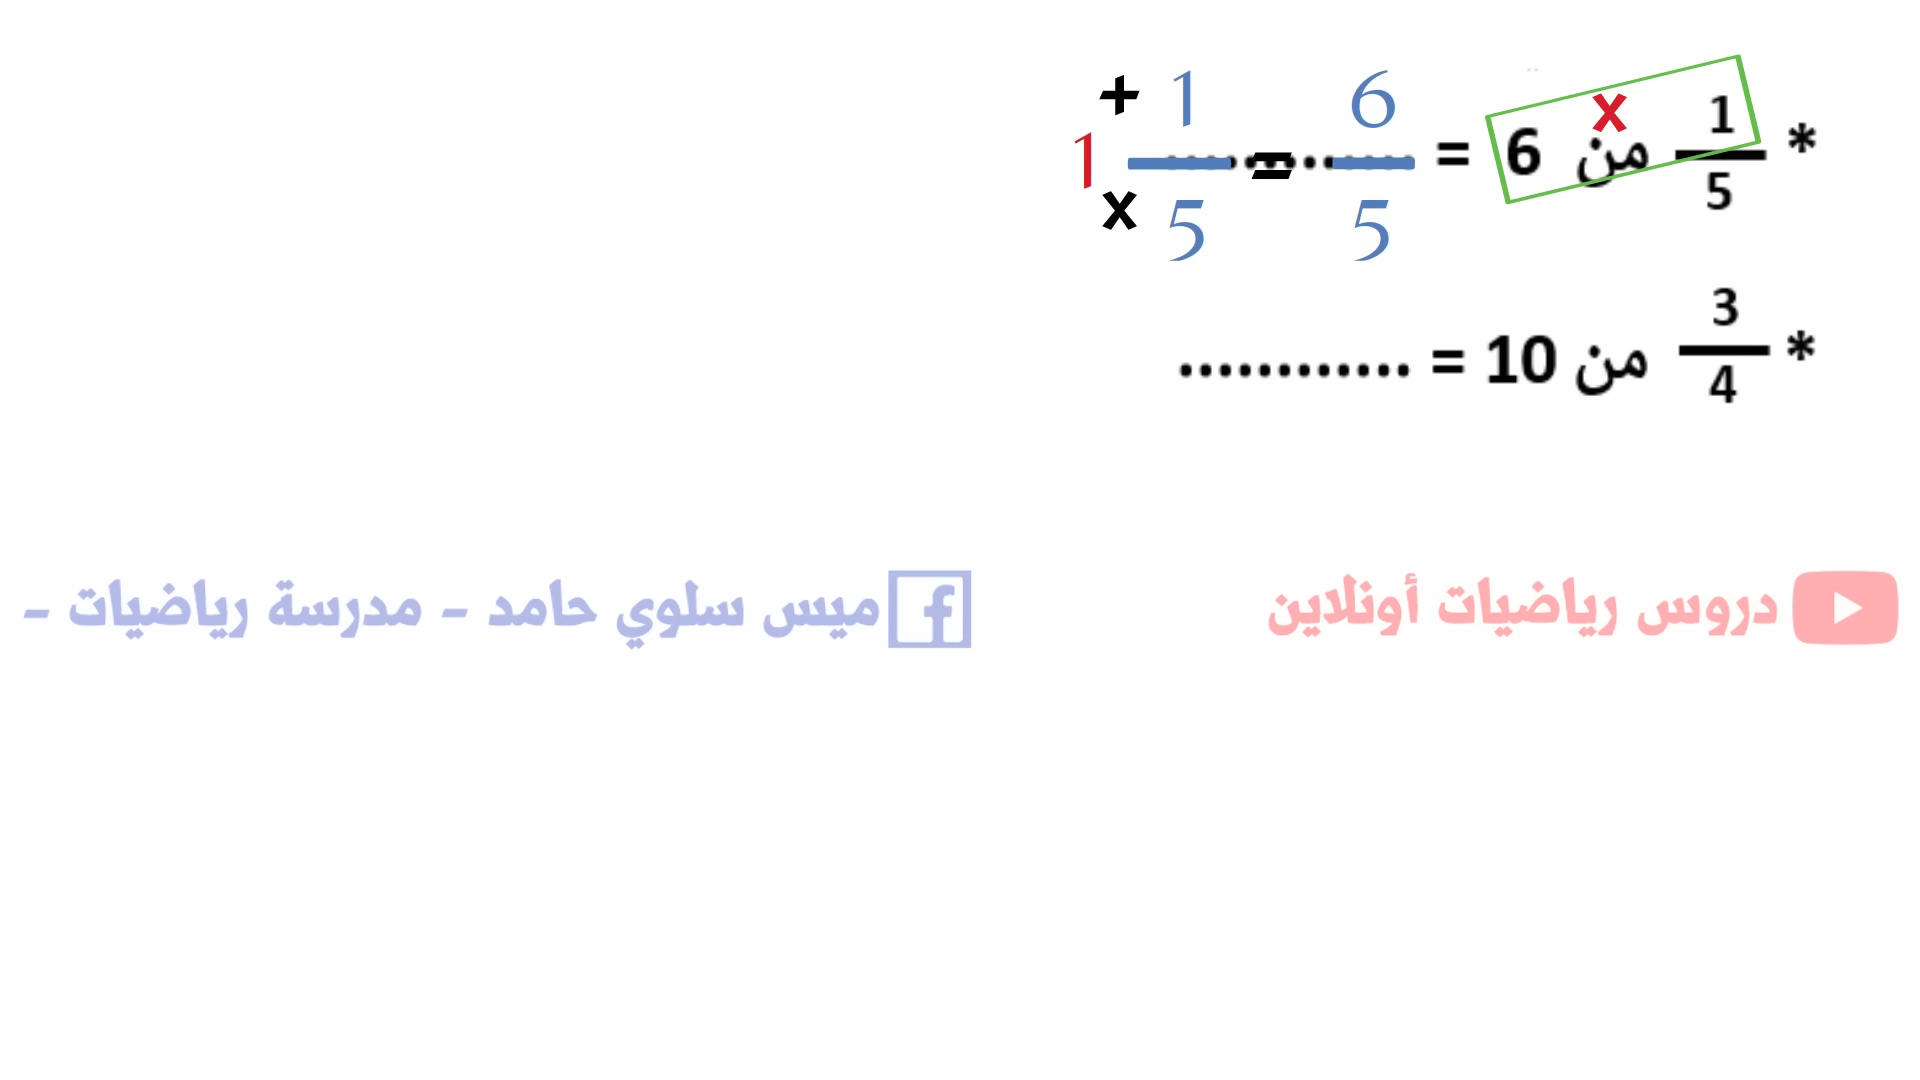 * 1/5 من 6 = 6/5 = 1 1/5 x + x
* 3/4 من 10 = ............
دروس رياضيات أونلاين
ميس سلوي حامد - مدرسة رياضيات -